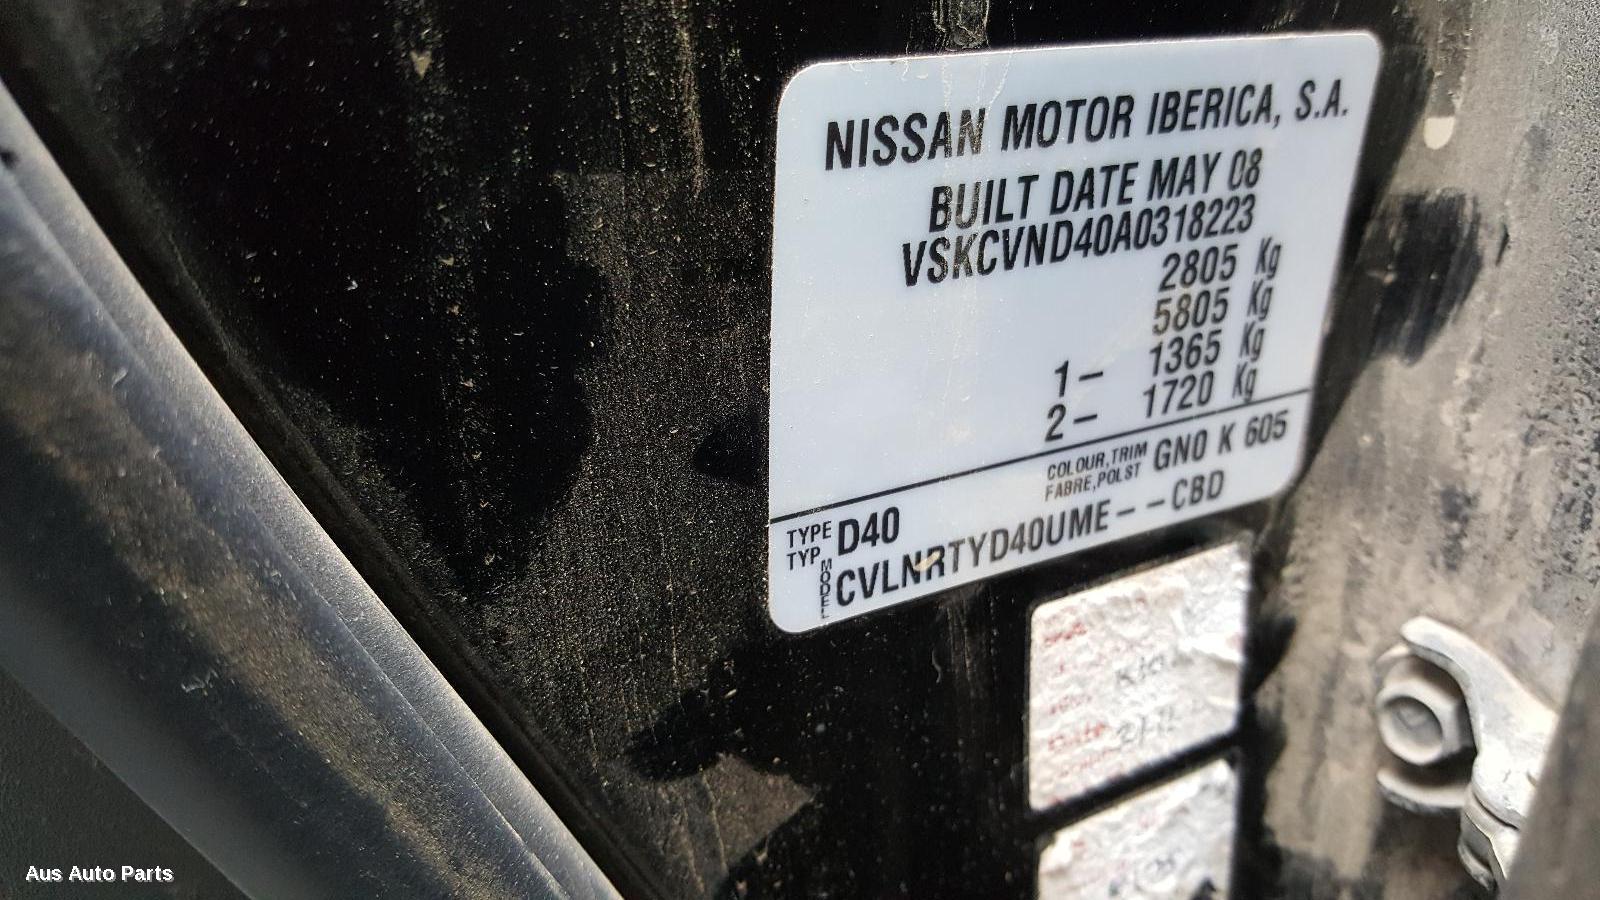 NISSAN MOTOR IBERICA, S.A.
BUILT DATE MAY 08
VSKCVND40A0318223
2805 Kg
5805 Kg
1- 1365 Kg
2- 1720 Kg
COLOUR,TRIM GN0 K 605
FABRE,POLST
TYPE D40
TYP
MODEL CVLNRTYD40UME- -CBD
Date
Aus Auto Parts